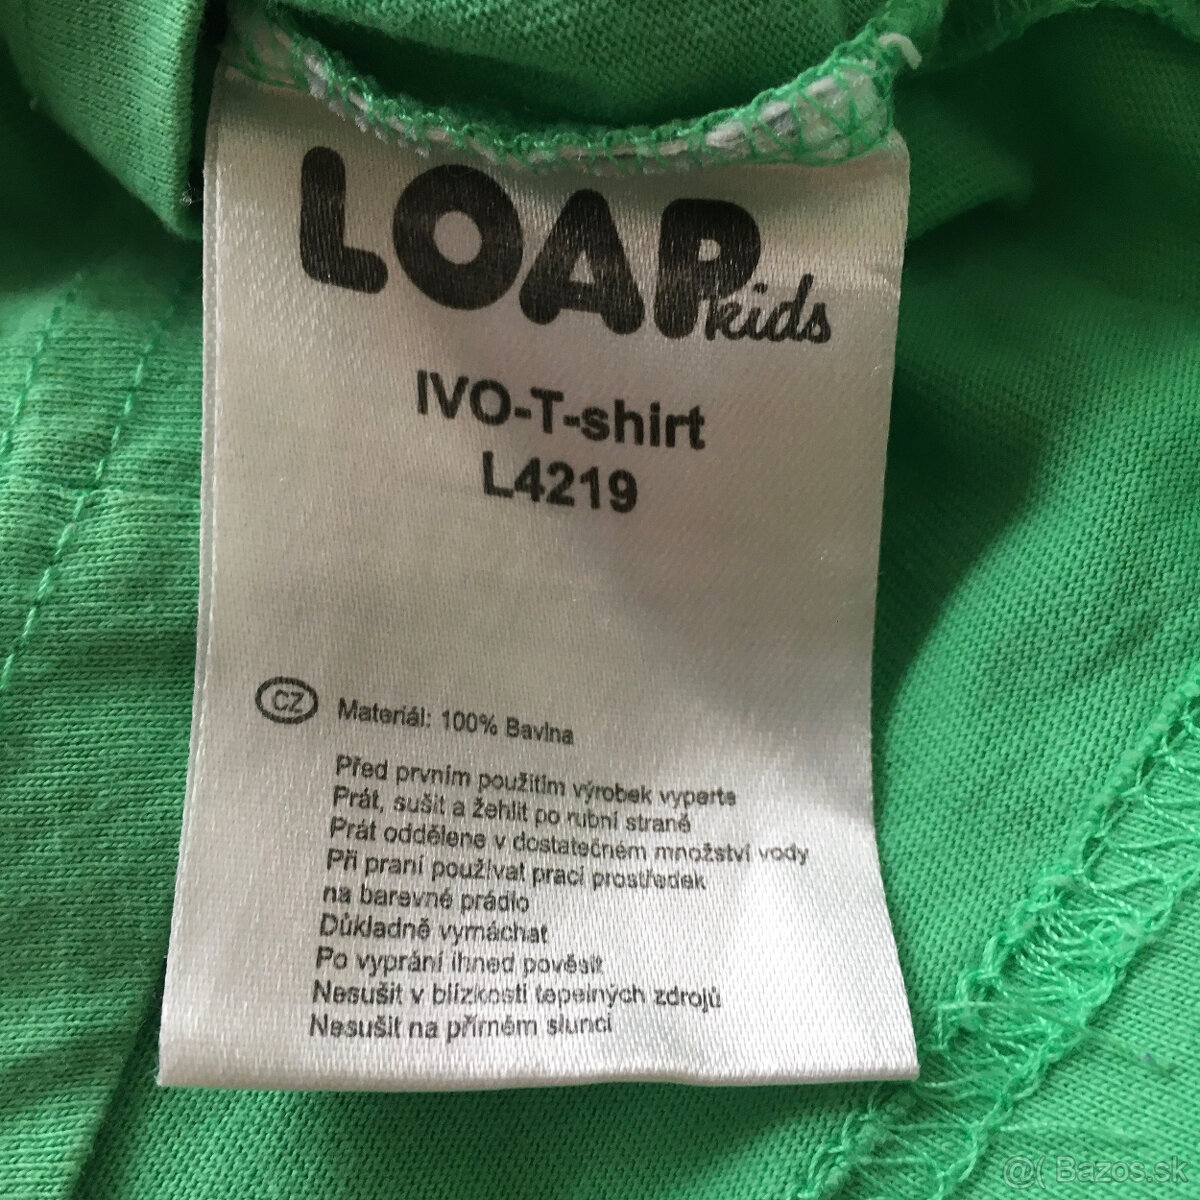 LOAP kids
IVO-T-shirt
L4219
CZ Materiál: 100% Bavlna
Před prvním použitím výrobek vyperte
Prát, sušit a žehlit po rubní straně
Prát oddělene v dostatečném množství vody
Při praní používat prací prostředek
na barevné prádlo
Důkladně vymáchat
Po vyprání ihned pověsit
Nesušit v blízkosti tepelných zdrojů
Nesušit na přímém slunci
@( Bazos.sk